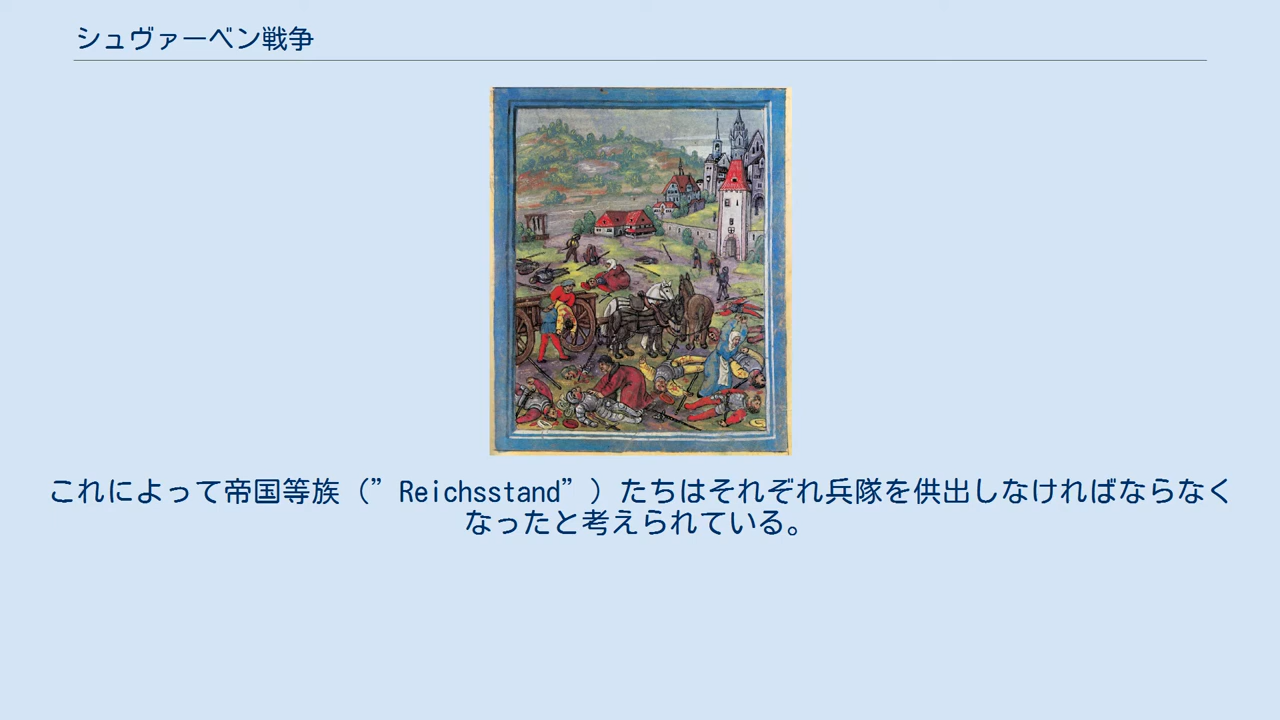 シュヴァーベン戦争
これによって帝国等族（”Reichsstand”）たちはそれぞれ兵隊を供出しなければならなく
なったと考えられている。